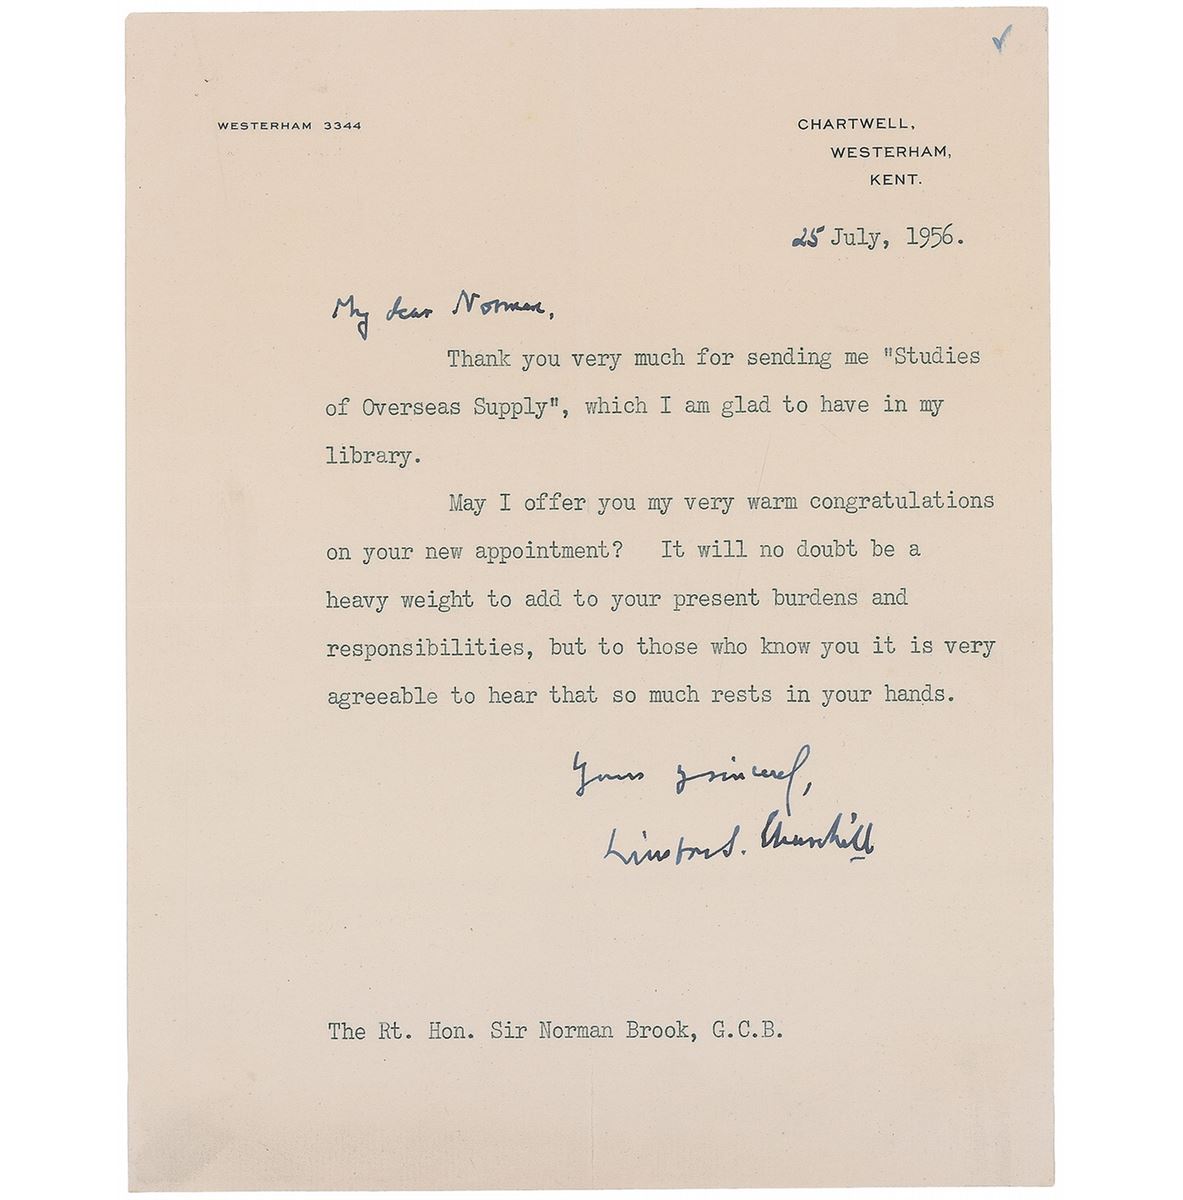 WESTERHAM 3344
CHARTWELL,
WESTERHAM,
KENT.
25 July, 1956.
My dear Norman,
Thank you very much for sending me "Studies
of Overseas Supply", which I am glad to have in my
library.
May I offer you my very warm congratulations
on your new appointment? It will no doubt be a
heavy weight to add to your present burdens and
responsibilities, but to those who know you it is very
agreeable to hear that so much rests in your hands.
Yours sincerely,
Winston S. Churchill
The Rt. Hon. Sir Norman Brook, G.C.B.